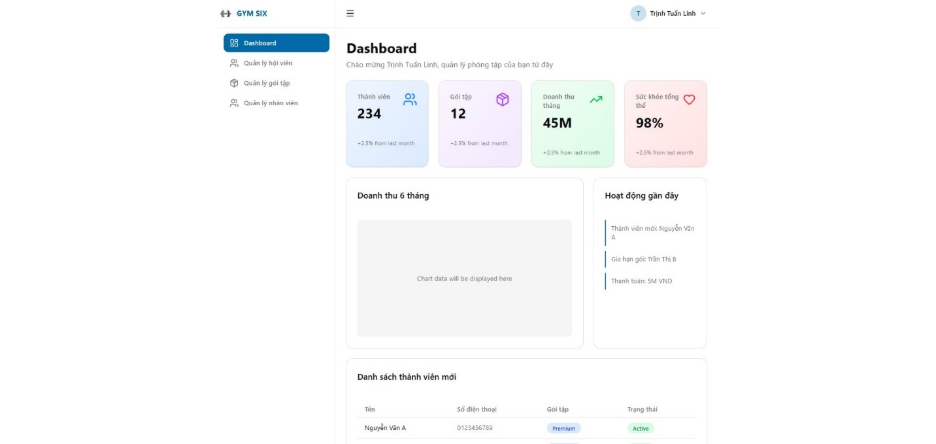 GYM SIX
T Trịnh Tuấn Linh
Dashboard
Quản lý hội viên
Quản lý gói tập
Quản lý nhân viên
Dashboard
Chào mừng Trịnh Tuấn Linh, quản lý phòng tập của bạn từ đây
Thành viên
234
+2.5% from last month
Gói tập
12
+2.5% from last month
Doanh thu
tháng
45M
+2.5% from last month
Sức khỏe tổng
thể
98%
+2.5% from last month
Doanh thu 6 tháng
Chart data will be displayed here
Hoạt động gần đây
Thành viên mới: Nguyễn Văn
A
Gia hạn gói: Trần Thị B
Thanh toán: 5M VND
Danh sách thành viên mới
Tên Số điện thoại Gói tập Trạng thái
Nguyễn Văn A 0123456789 Premium Active